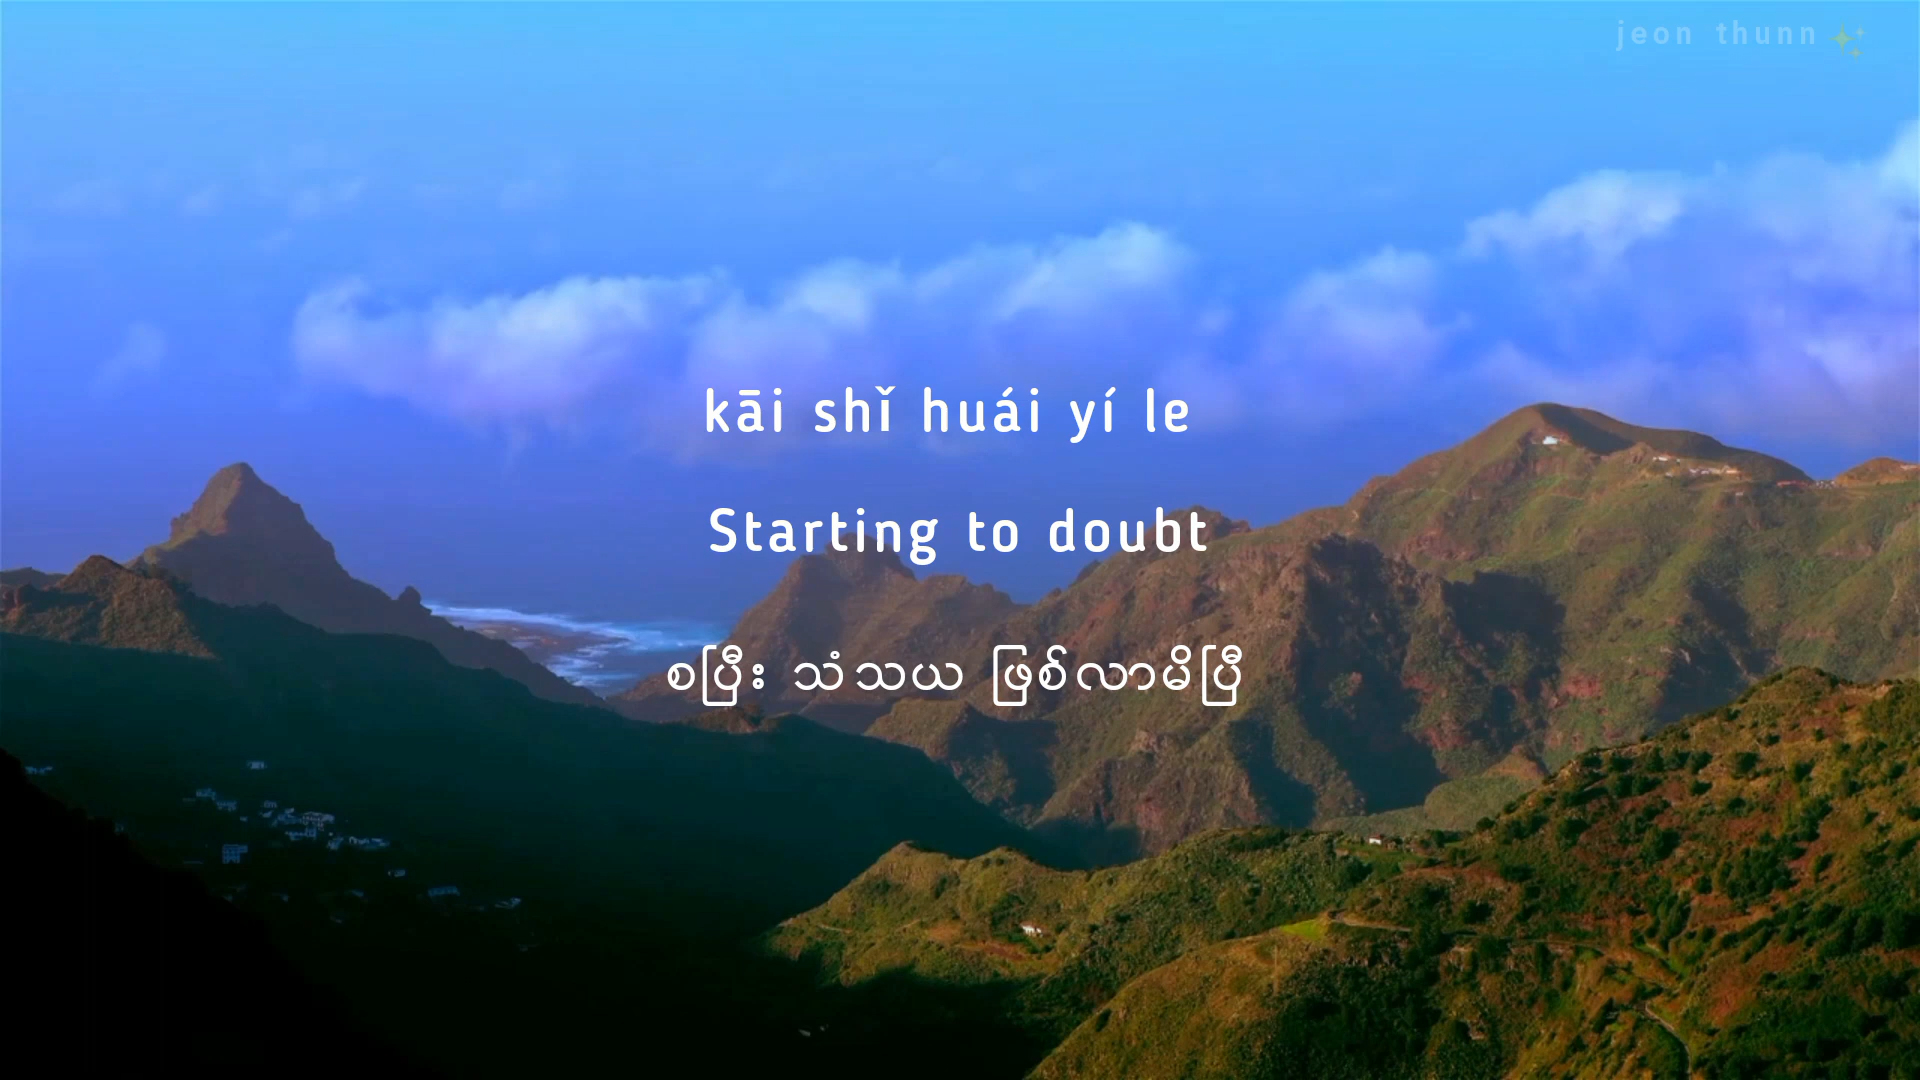 jeon thunn
kāi shǐ huái yí le
Starting to doubt
စပြီး သံသယ ဖြစ်လာမိပြီ